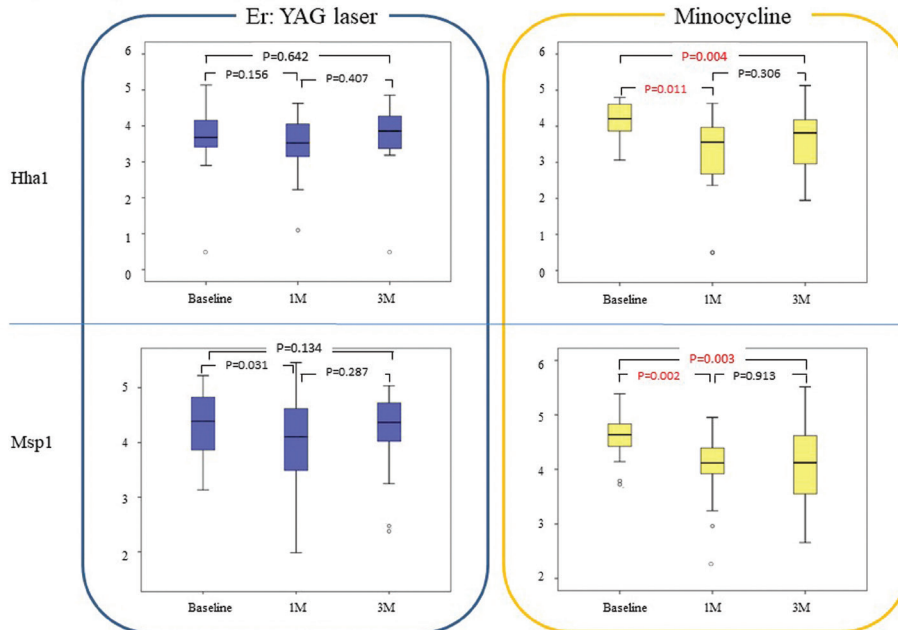 Er: YAG laser
Minocycline
Hha1
6
5
4
3
2
1
0
P=0.642
P=0.156
P=0.407
Baseline
1M
3M
6
5
4
3
2
1
0
P=0.004
P=0.011
P=0.306
Baseline
1M
3M
Msp1
5
4
3
2
P=0.134
P=0.031
P=0.287
Baseline
1M
3M
6
5
4
3
2
P=0.003
P=0.002
P=0.913
Baseline
1M
3M